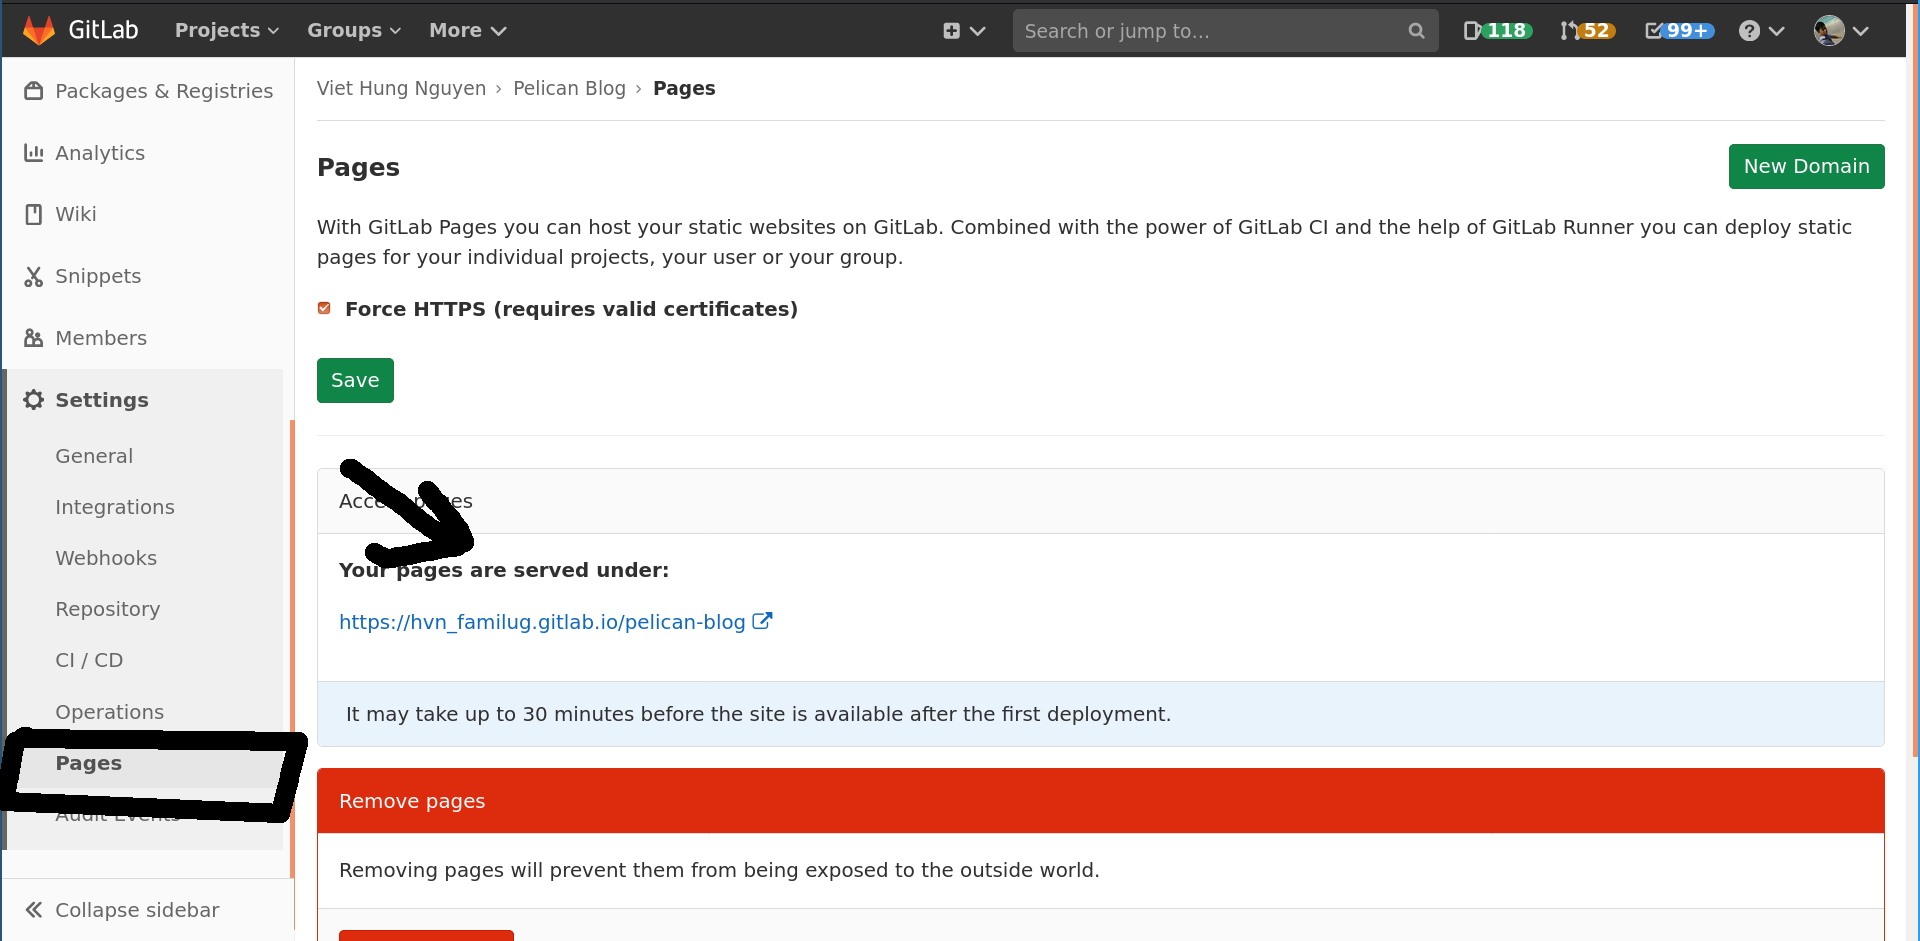 GitLab Projects Groups More Search or jump to... 118 52 99+
Packages & Registries
Analytics
Wiki
Snippets
Members
Settings
General
Integrations
Webhooks
Repository
CI / CD
Operations
Pages
Audit Events
Collapse sidebar
Viet Hung Nguyen › Pelican Blog › Pages
Pages
New Domain
With GitLab Pages you can host your static websites on GitLab. Combined with the power of GitLab CI and the help of GitLab Runner you can deploy static
pages for your individual projects, your user or your group.
Force HTTPS (requires valid certificates)
Save
Access pages
Your pages are served under:
https://hvn_familug.gitlab.io/pelican-blog
It may take up to 30 minutes before the site is available after the first deployment.
Remove pages
Removing pages will prevent them from being exposed to the outside world.